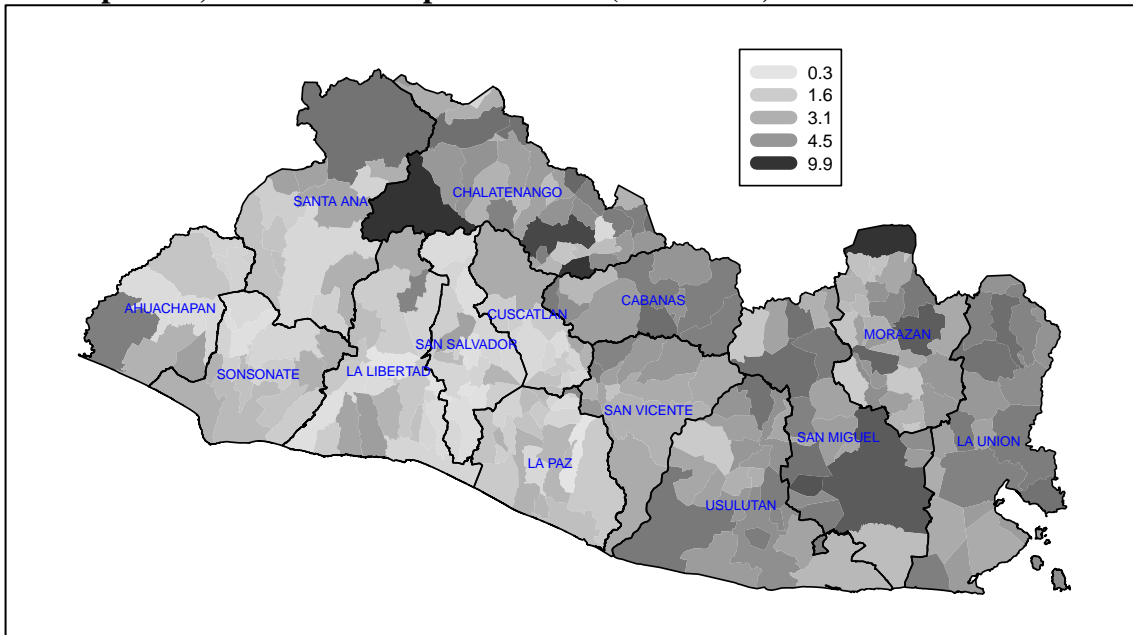 0.3
1.6
3.1
4.5
9.9
CHALATENANGO
SANTA ANA
AHUACHAPAN
CABANAS
CUSCATLAN
MORAZAN
SAN SALVADOR
SONSONATE
LA LIBERTAD
SAN VICENTE
SAN MIGUEL
LA UNION
LA PAZ
USULUTAN